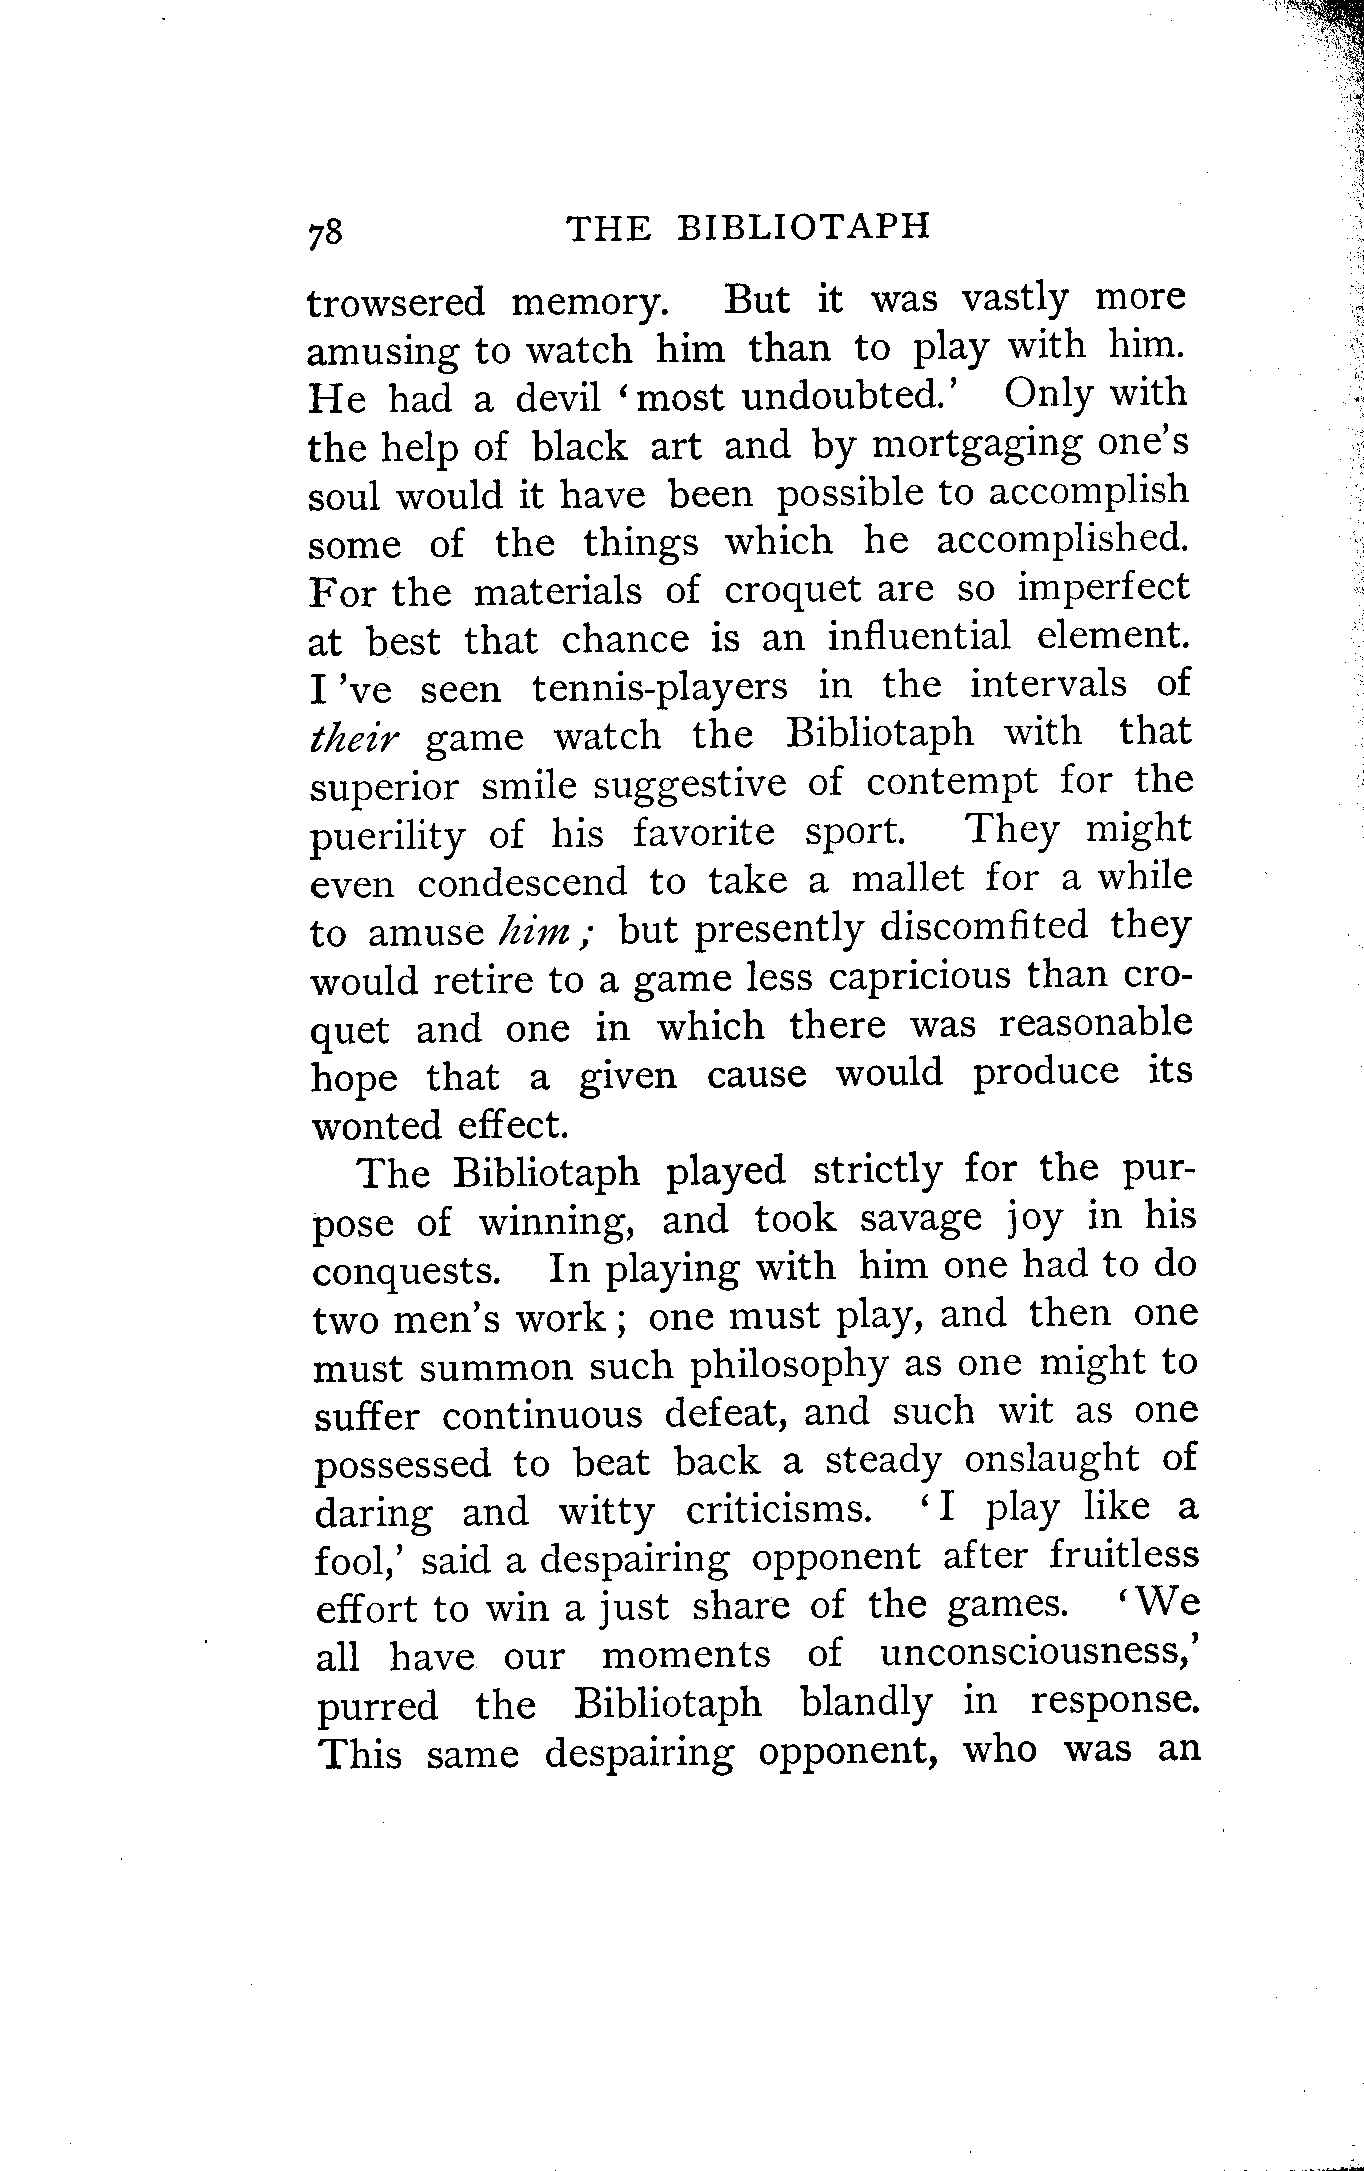 78 THE BIBLIOTAPH
trowsered memory. But it was vastly more
amusing to watch him than to play with him.
He had a devil ‘most undoubted.’ Only with
the help of black art and by mortgaging one’s
soul would it have been possible to accomplish
some of the things which he accomplished.
For the materials of croquet are so imperfect
at best that chance is an influential element.
I ’ve seen tennis-players in the intervals of
their game watch the Bibliotaph with that
superior smile suggestive of contempt for the
puerility of his favorite sport. They might
even condescend to take a mallet for a while
to amuse him; but presently discomfited they
would retire to a game less capricious than cro-
quet and one in which there was reasonable
hope that a given cause would produce its
wonted effect.
The Bibliotaph played strictly for the pur-
pose of winning, and took savage joy in his
conquests. In playing with him one had to do
two men’s work; one must play, and then one
must summon such philosophy as one might to
suffer continuous defeat, and such wit as one
possessed to beat back a steady onslaught of
daring and witty criticisms. ‘I play like a
fool,’ said a despairing opponent after fruitless
effort to win a just share of the games. ‘We
all have our moments of unconsciousness,’
purred the Bibliotaph blandly in response.
This same despairing opponent, who was an